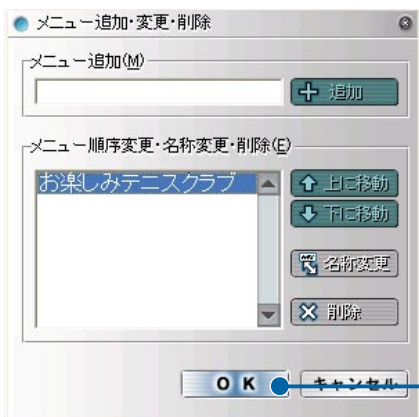 メニュー追加・変更・削除
メニュー追加(M)
追加
メニュー順序変更・名称変更・削除(E)
お楽しみテニスクラブ
上に移動
下に移動
名称変更
削除
OK
キャンセル